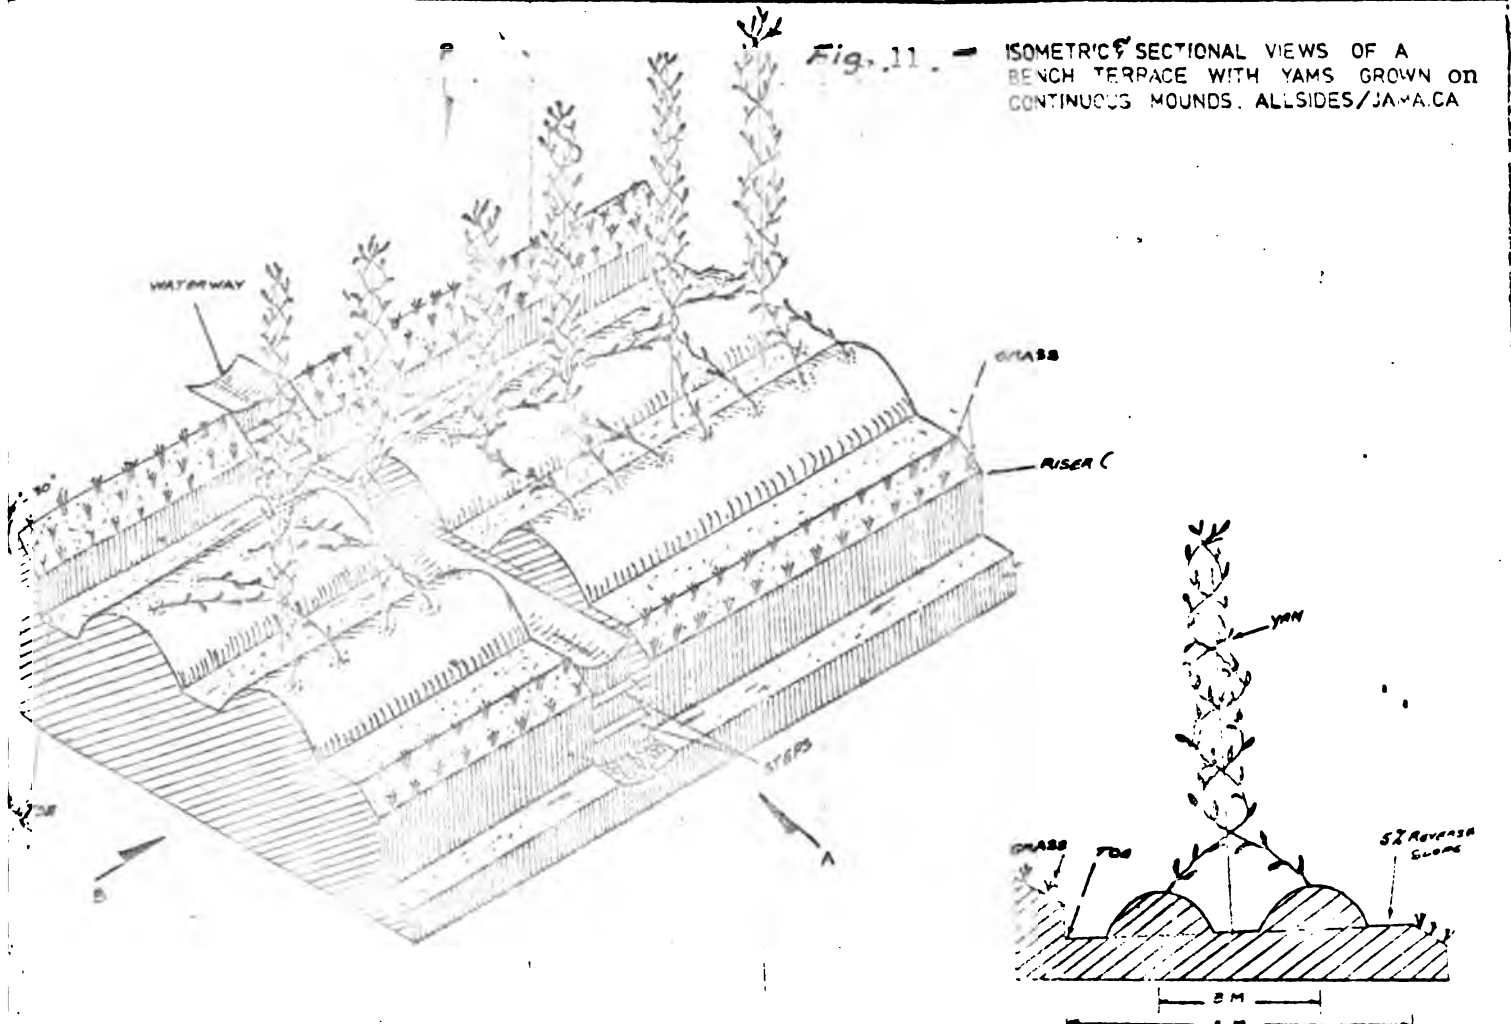 Fig. 11. - ISOMETRIC & SECTIONAL VIEWS OF A
BENCH TERRACE WITH YAMS GROWN on
CONTINUOUS MOUNDS. ALLSIDES/JAMAICA
WATERWAY
GRASS
RISER
STEPS
A
B
YAM
GRASS
TOE
5% REVERSE
SLOPE
M